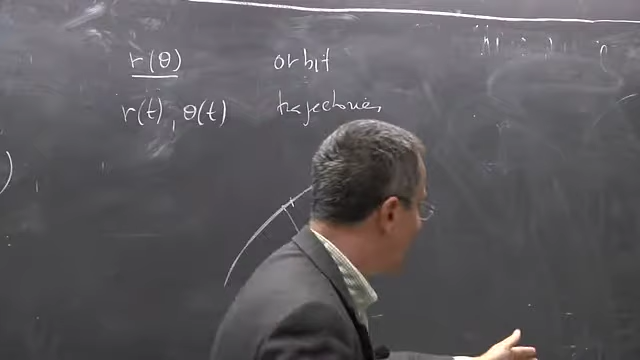 r(θ) orbit
r(t), θ(t) trajectories
)